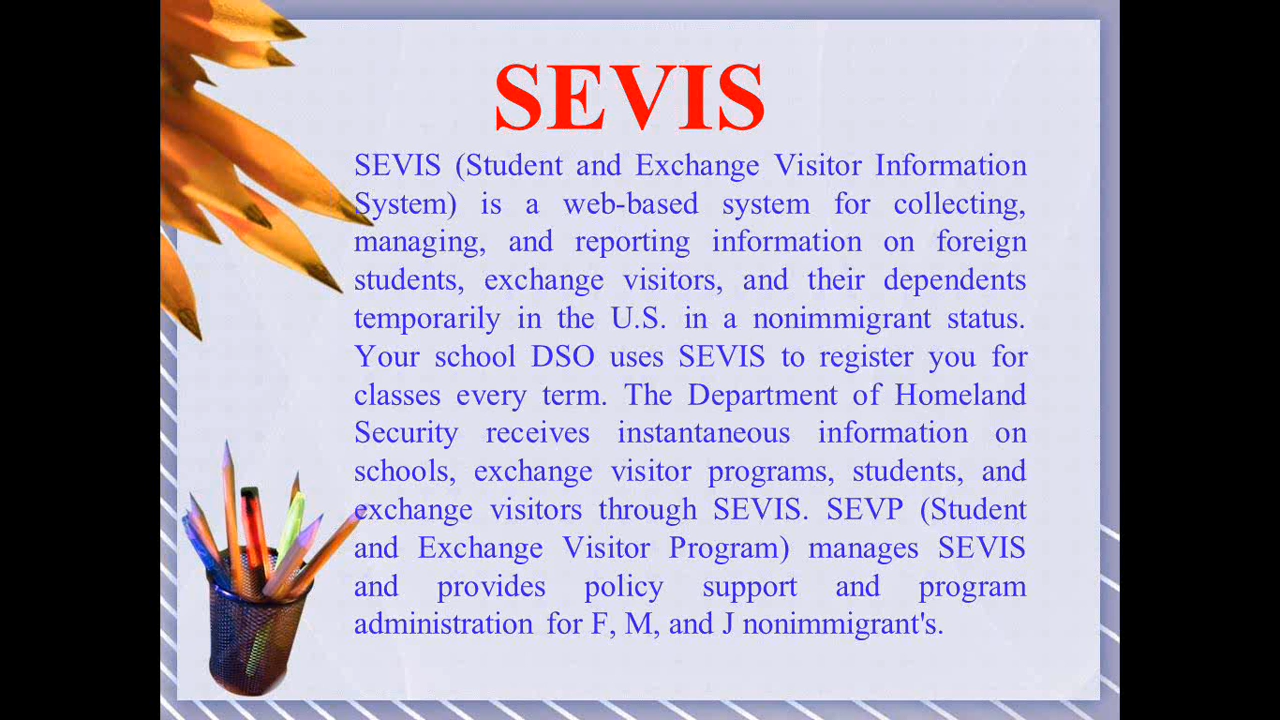 SEVIS
SEVIS (Student and Exchange Visitor Information
System) is a web-based system for collecting,
managing, and reporting information on foreign
students, exchange visitors, and their dependents
temporarily in the U.S. in a nonimmigrant status.
Your school DSO uses SEVIS to register you for
classes every term. The Department of Homeland
Security receives instantaneous information on
schools, exchange visitor programs, students, and
exchange visitors through SEVIS. SEVP (Student
and Exchange Visitor Program) manages SEVIS
and provides policy support and program
administration for F, M, and J nonimmigrant's.